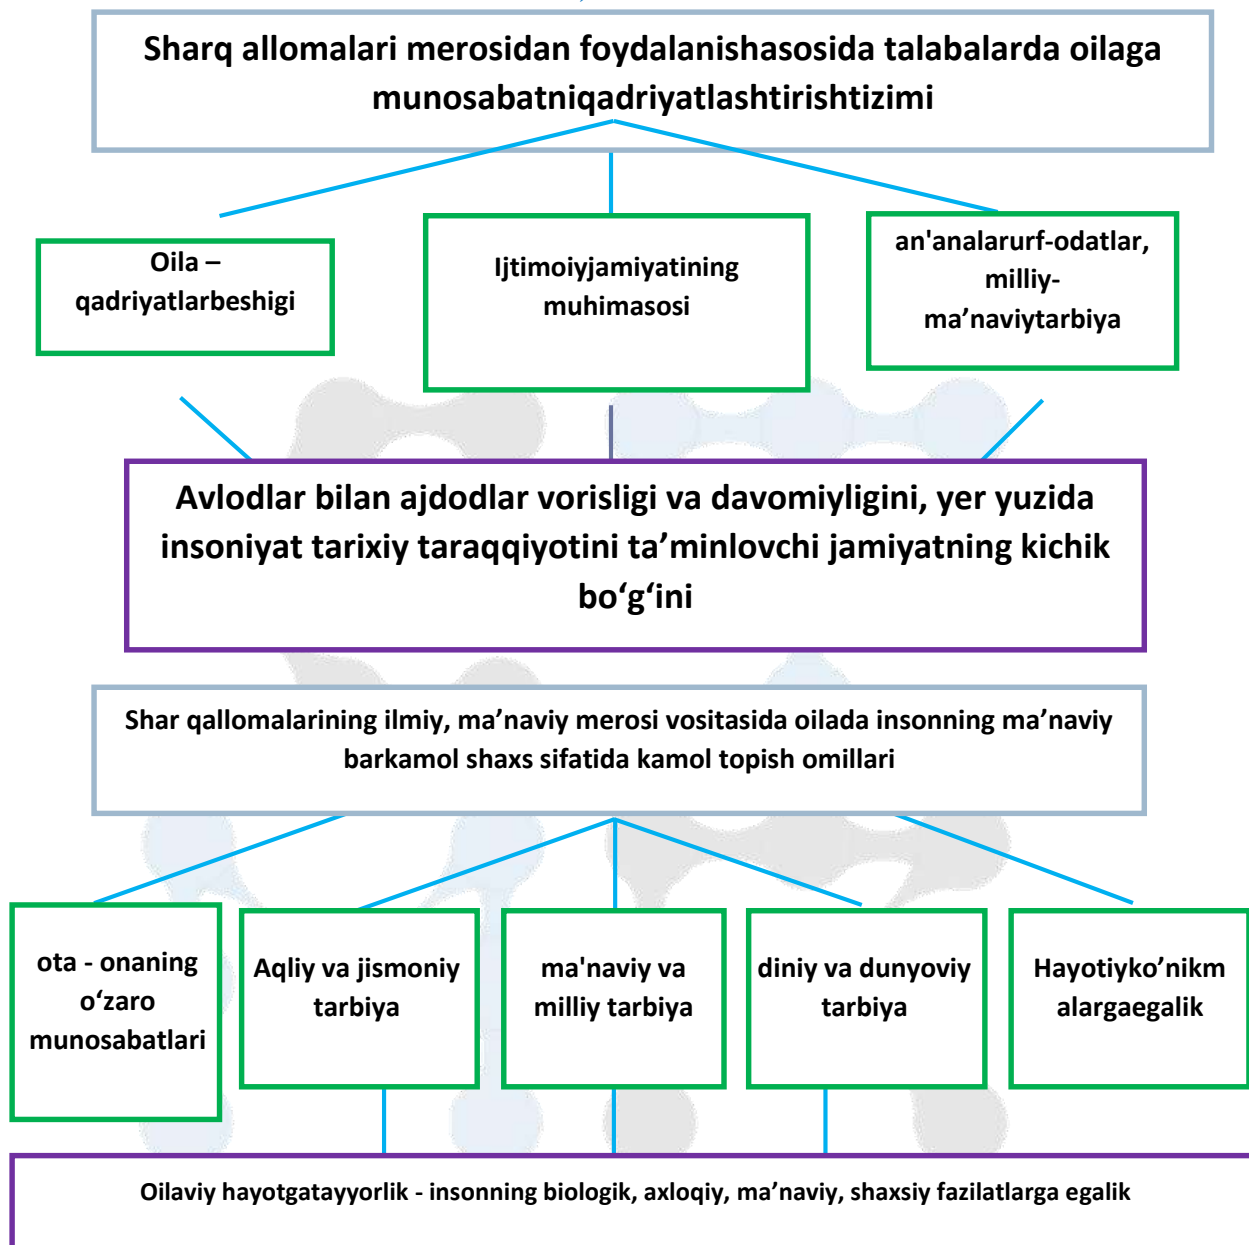 Sharq allomalari merosidan foydalanishasosida talabalarda oilaga
munosabatniqadriyatlashtirishtizimi
Oila –
qadriyatlarbeshigi
Ijtimoiyjamiyatining
muhimasosi
an'analarurf-odatlar,
milliy-
ma’naviytarbiya
Avlodlar bilan ajdodlar vorisligi va davomiyligini, yer yuzida
insoniyat tarixiy taraqqiyotini ta’minlovchi jamiyatning kichik
bo‘g‘ini
Shar qallomalarining ilmiy, ma’naviy merosi vositasida oilada insonning ma’naviy
barkamol shaxs sifatida kamol topish omillari
ota - onaning
o‘zaro
munosabatlari
Aqliy va jismoniy
tarbiya
ma'naviy va
milliy tarbiya
diniy va dunyoviy
tarbiya
Hayotiyko’nikm
alargaegalik
Oilaviy hayotgatayyorlik - insonning biologik, axloqiy, ma’naviy, shaxsiy fazilatlarga egalik